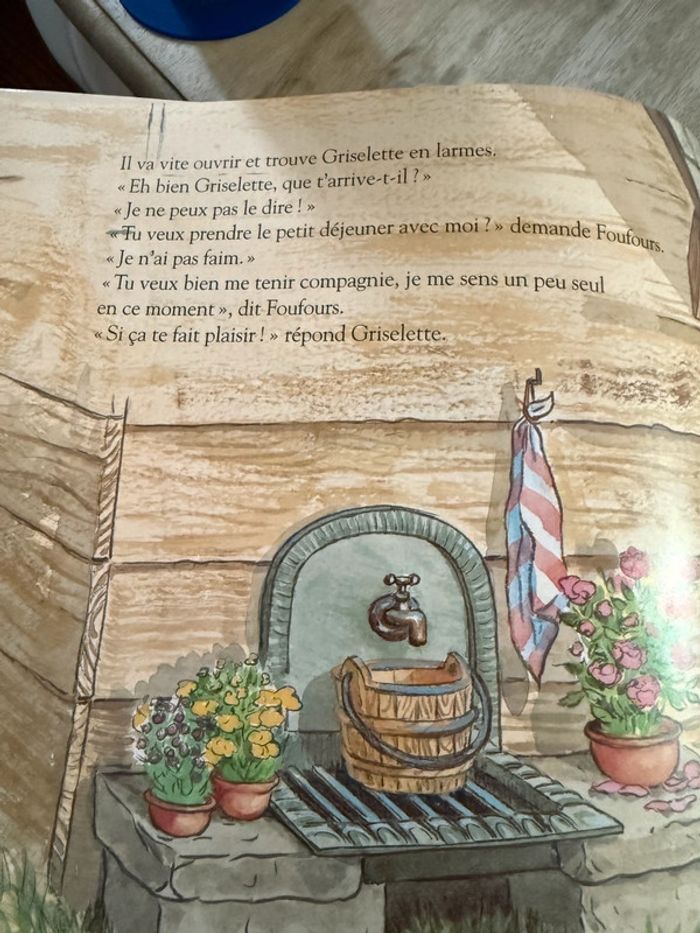 Il va vite ouvrir et trouve Griselette en larmes.
« Eh bien Griselette, que t'arrive-t-il ? »
« Je ne peux pas le dire ! »
« Tu veux prendre le petit déjeuner avec moi ? » demande Foufours.
« Je n'ai pas faim. »
« Tu veux bien me tenir compagnie, je me sens un peu seul
en ce moment », dit Foufours.
« Si ça te fait plaisir ! » répond Griselette.